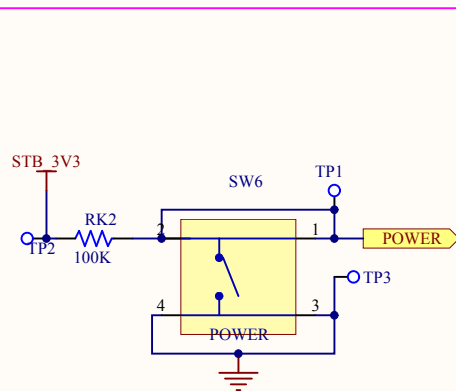 STB_3V3
TP1
SW6
RK2
2
1
POWER
TP2
100K
TP3
4
3
POWER